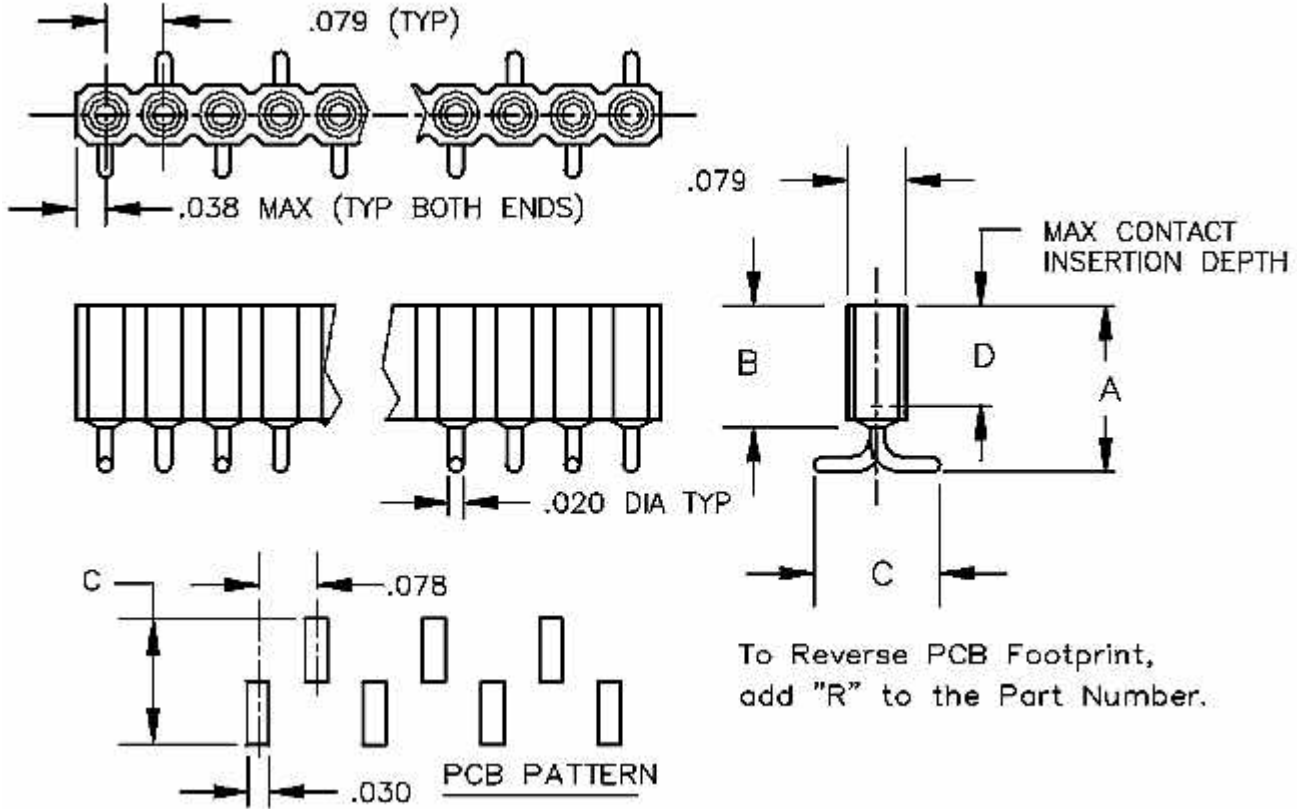 .079 (TYP)
.038 MAX (TYP BOTH ENDS)
.079
MAX CONTACT
INSERTION DEPTH
B
D
A
.020 DIA TYP
C
.078
C
To Reverse PCB Footprint,
add "R" to the Part Number.
.030
PCB PATTERN